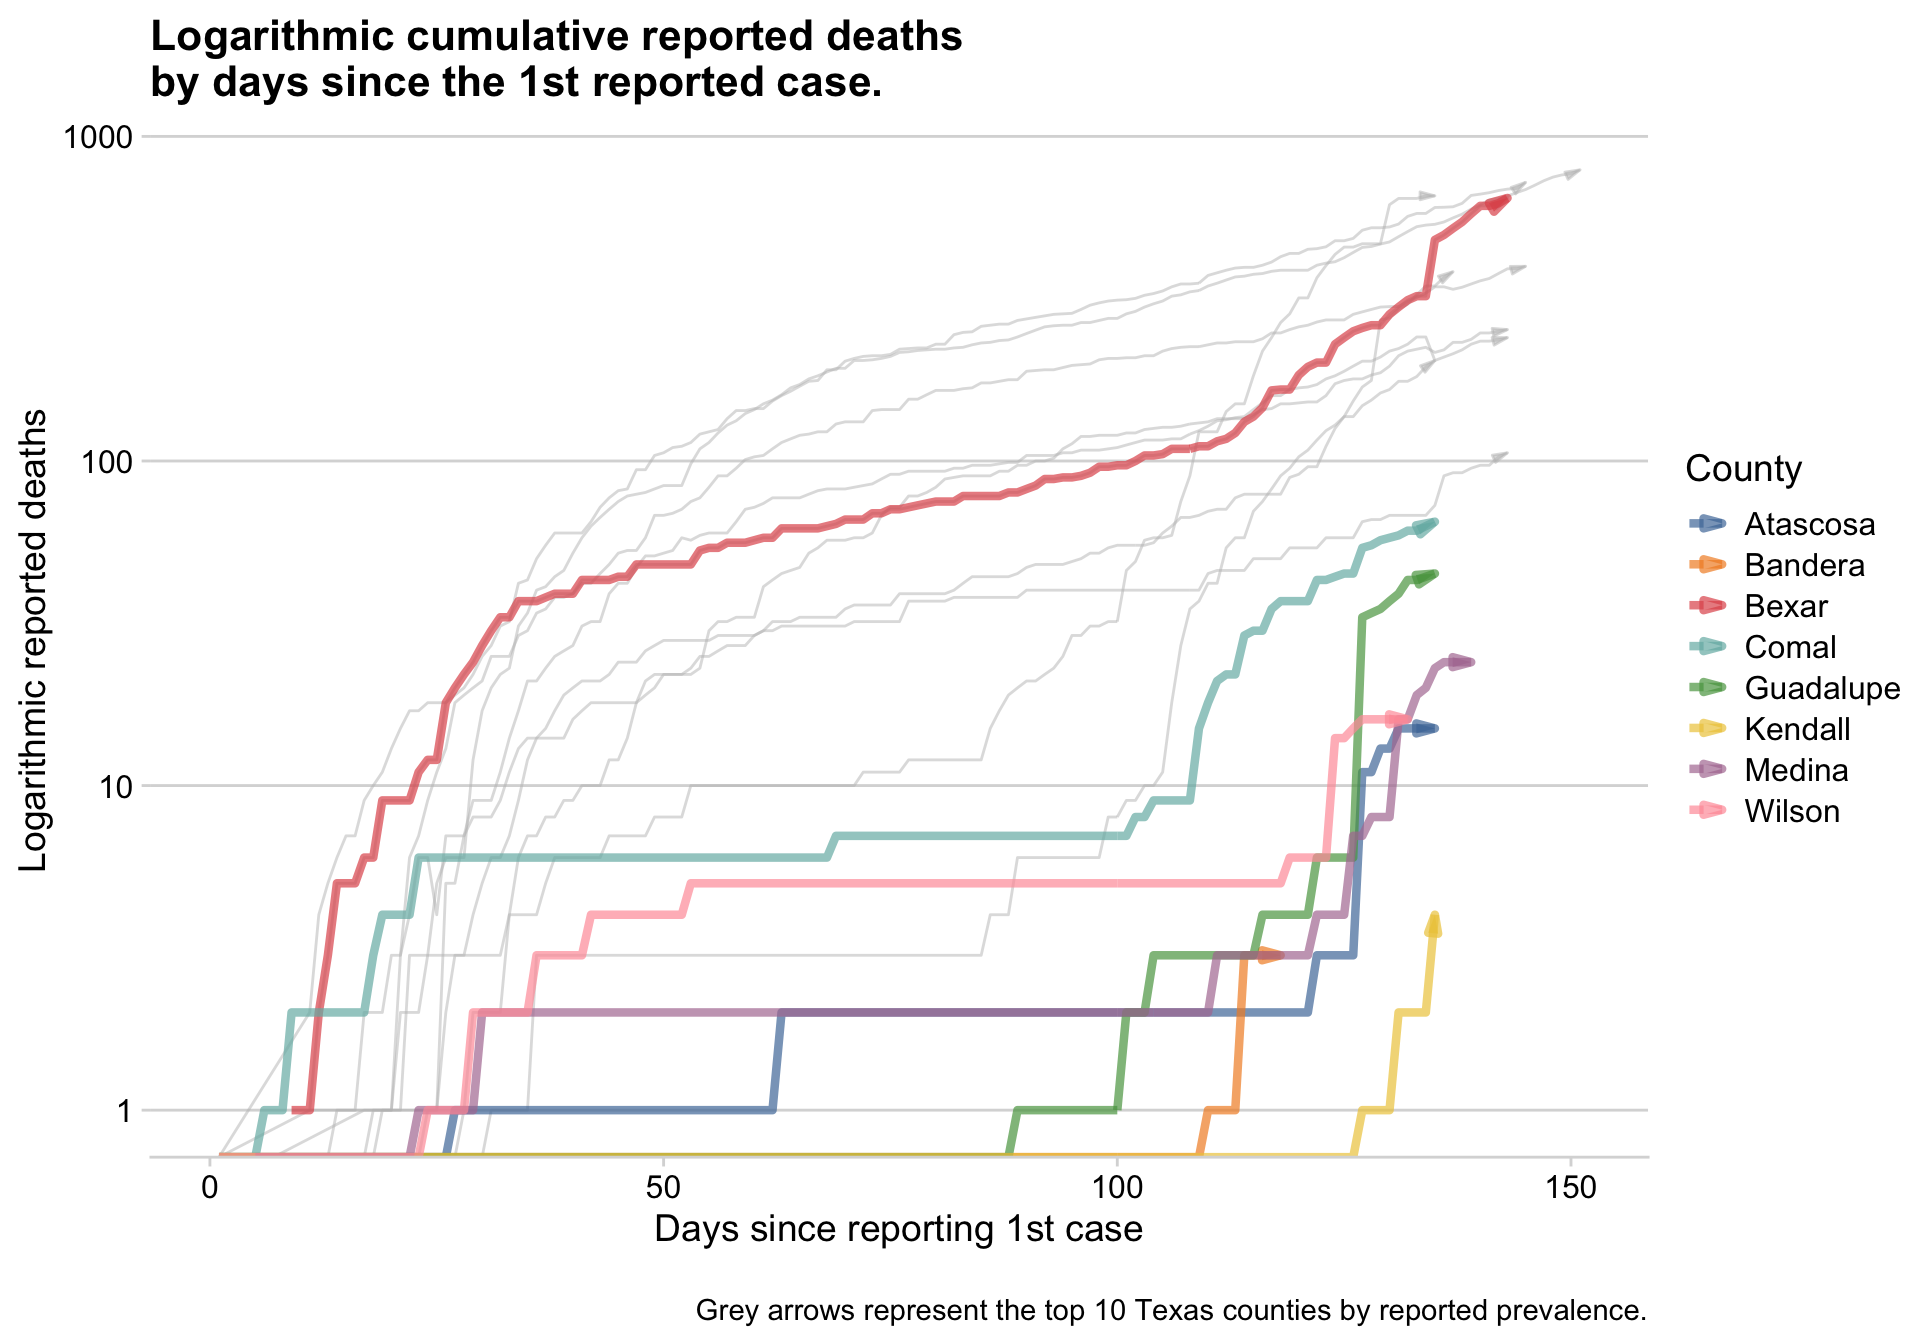 Logarithmic cumulative reported deaths
by days since the 1st reported case.
1000
100
10
1
Logarithmic reported deaths
0
50
100
150
Days since reporting 1st case
County
Atascosa
Bandera
Bexar
Comal
Guadalupe
Kendall
Medina
Wilson
Grey arrows represent the top 10 Texas counties by reported prevalence.